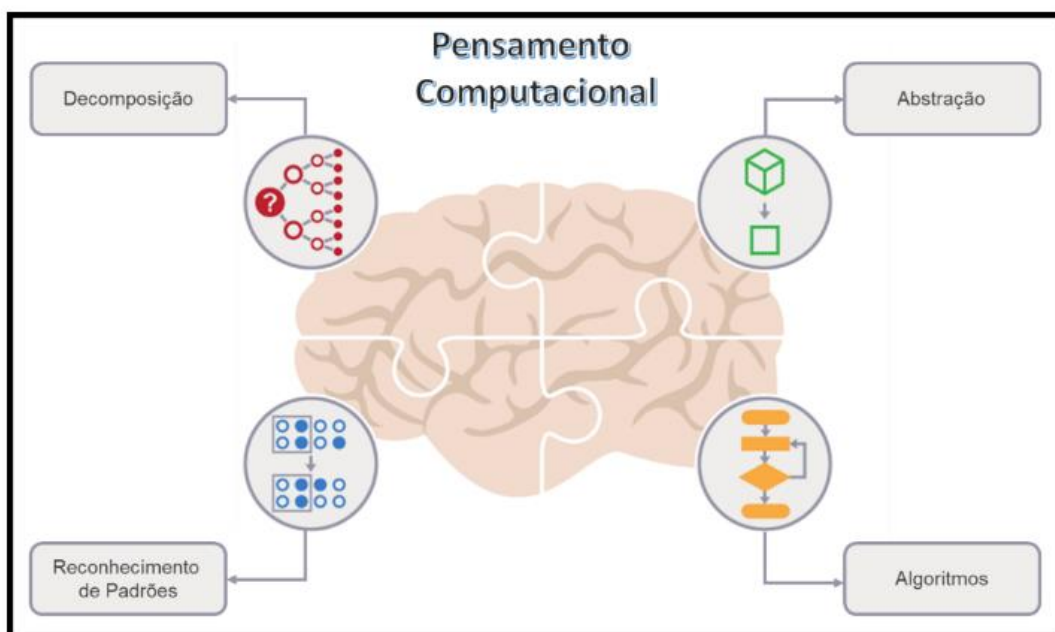 Pensamento
Computacional
Decomposição
Abstração
?
Reconhecimento
de Padrões
Algoritmos